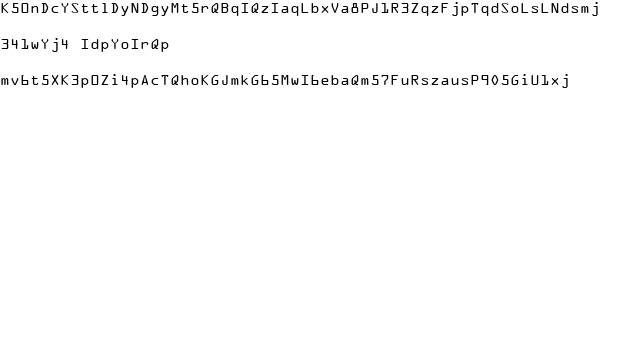 K5OnDcYSttlDyNDgyMt5rQBqIQzIaqLbxVa8PJ1R3ZqzFjpTqdSoLsLNdsmj
341wYj4 IdpYoIrQp
mv6t5XK3pOZi4pAcTQhoKGJmkG65MwI6ebaQm57FuRszausP905GiU1xj